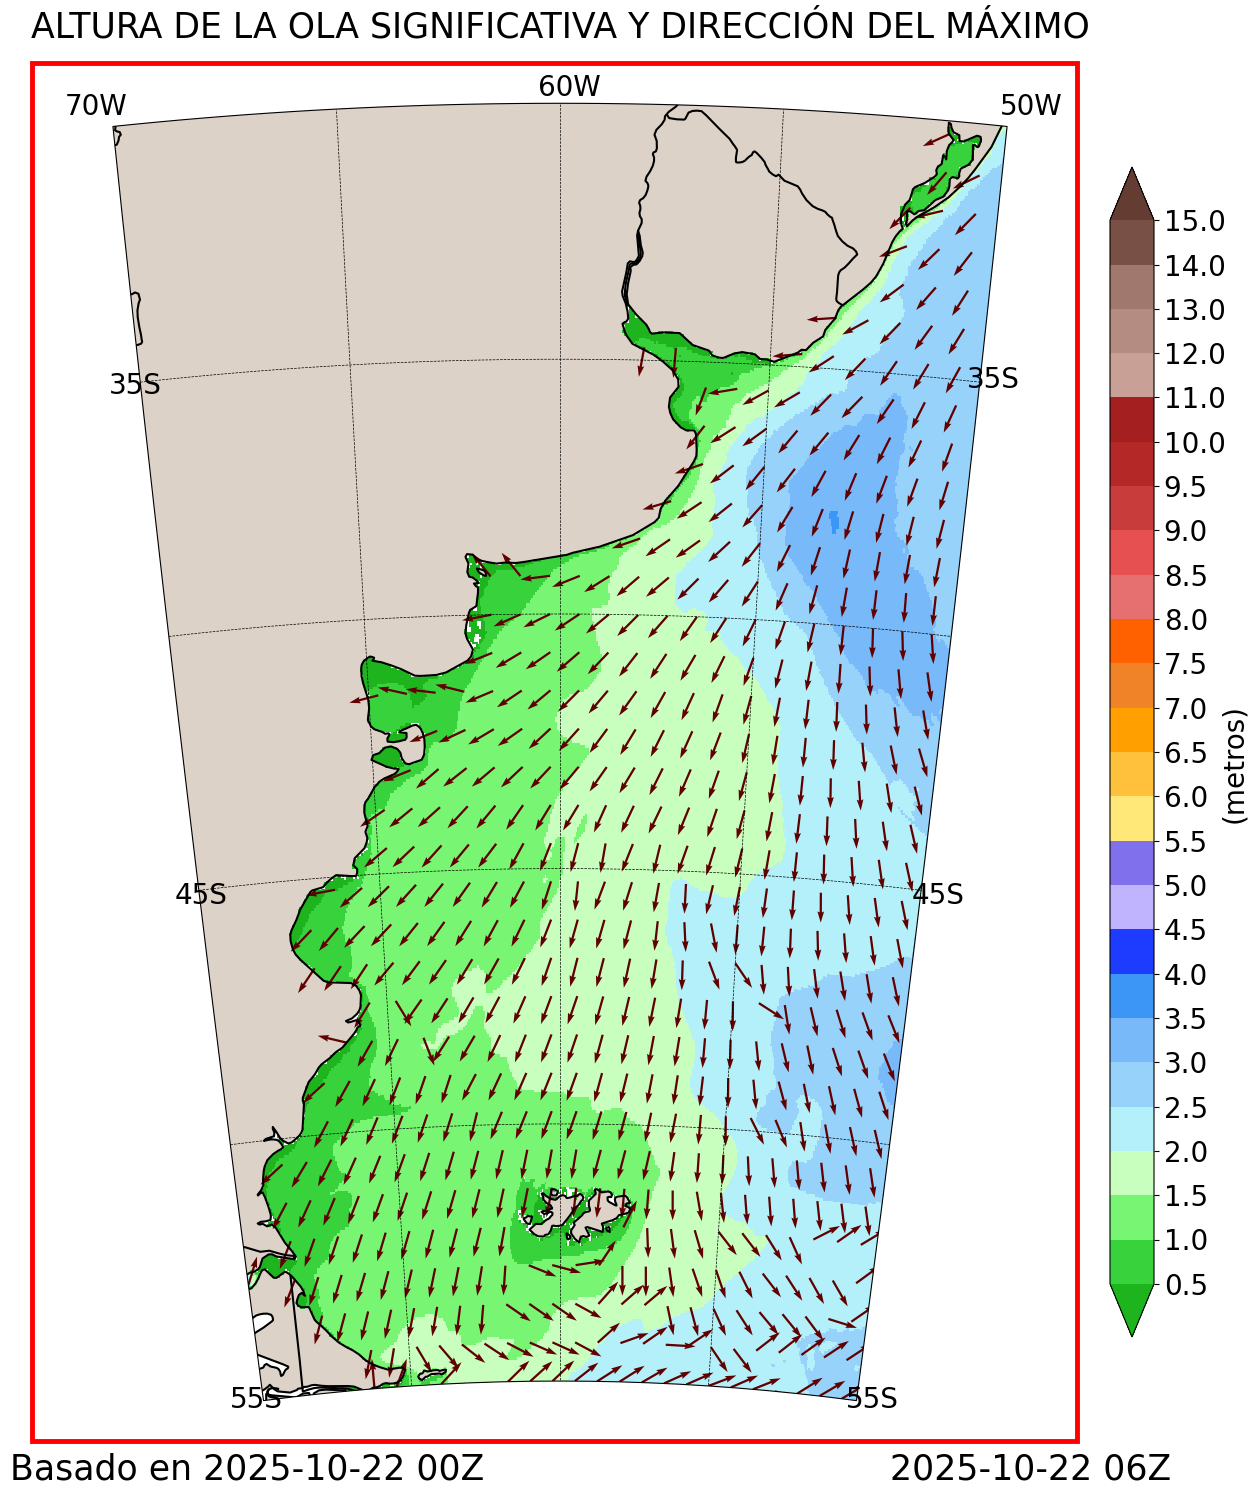 ALTURA DE LA OLA SIGNIFICATIVA Y DIRECCIÓN DEL MÁXIMO
70W
60W
50W
35S
35S
45S
45S
55S
55S
15.0
14.0
13.0
12.0
11.0
10.0
9.5
9.0
8.5
8.0
7.5
7.0
6.5
6.0
5.5
5.0
4.5
4.0
3.5
3.0
2.5
2.0
1.5
1.0
0.5
(metros)
Basado en 2025-10-22 00Z
2025-10-22 06Z